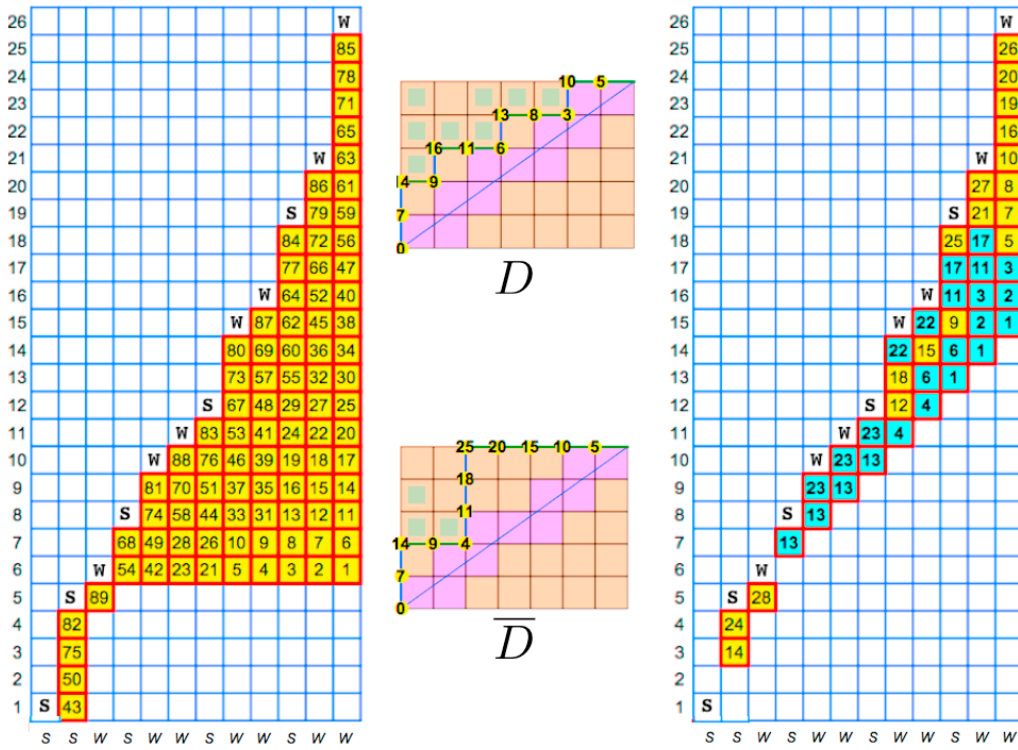 26 W
25 85
24 78
23 71
22 65
21 W 63
20 86 61
19 S 79 59
18 84 72 56
17 77 66 47
16 W 64 52 40
15 W 87 62 45 38
14 80 69 60 36 34
13 73 57 55 32 30
12 S 67 48 29 27 25
11 W 83 53 41 24 22 20
10 W 88 76 46 39 19 18 17
9 81 70 51 37 35 16 15 14
8 S 74 58 44 33 31 13 12 11
7 68 49 28 26 10 9 8 7 6
6 W 54 42 23 21 5 4 3 2 1
5 S 89
4 82
3 75
2 50
1 S 43
S S W S W W S W W S W W
10 5
13 8 3
16 11 6
14 9
7
0
D
25 20 15 10 5
18
11
14 9 4
7
0
D̅
26 W
25 26
24 20
23 19
22 16
21 W 10
20 27 8
19 S 21 7
18 25 17 5
17 17 11 3
16 W 11 3 2
15 W 22 9 2 1
14 22 15 6 1
13 18 6 1
12 S 12 4
11 W 23 4
10 W 23 13
9 23 13
8 S 13
7 13
6 W
5 S 28
4 24
3 14
2
1 S
S S W S W W S W W S W W